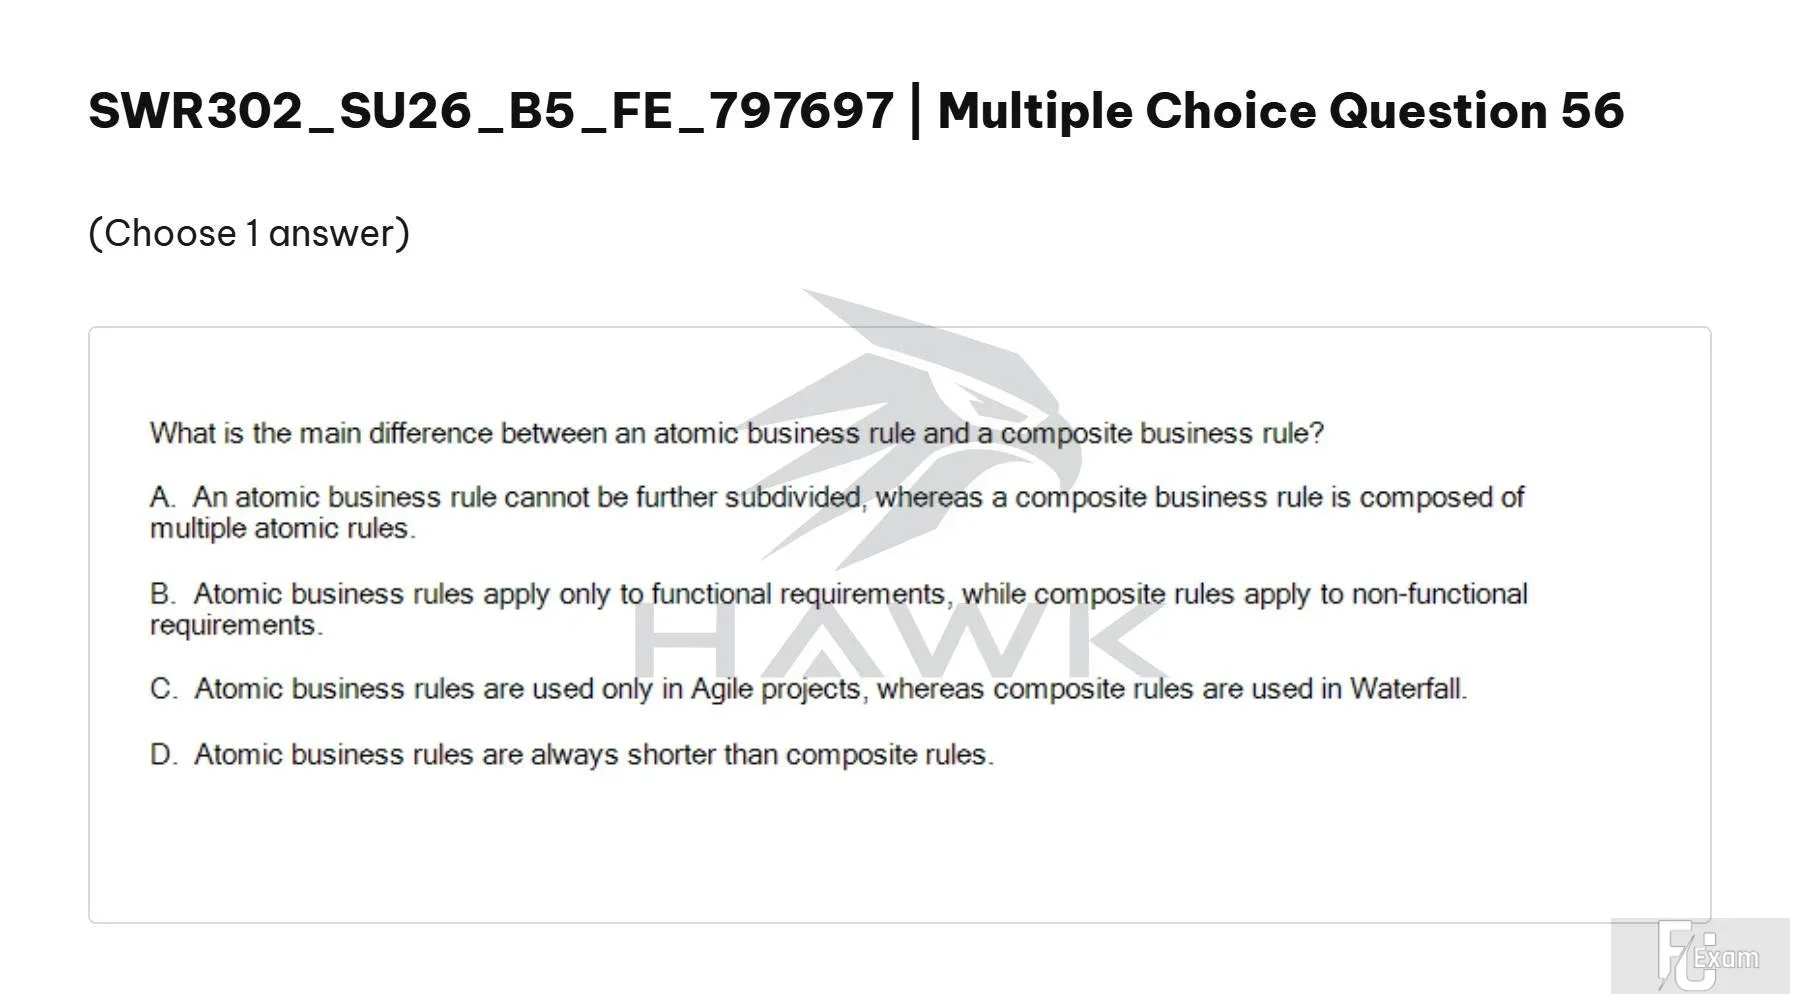 SWR302_SU26_B5_FE_797697 | Multiple Choice Question 56
(Choose 1 answer)
What is the main difference between an atomic business rule and a composite business rule?
A. An atomic business rule cannot be further subdivided, whereas a composite business rule is composed of
multiple atomic rules.
B. Atomic business rules apply only to functional requirements, while composite rules apply to non-functional
requirements.
HAWK
C. Atomic business rules are used only in Agile projects, whereas composite rules are used in Waterfall.
D. Atomic business rules are always shorter than composite rules.
FU Exam